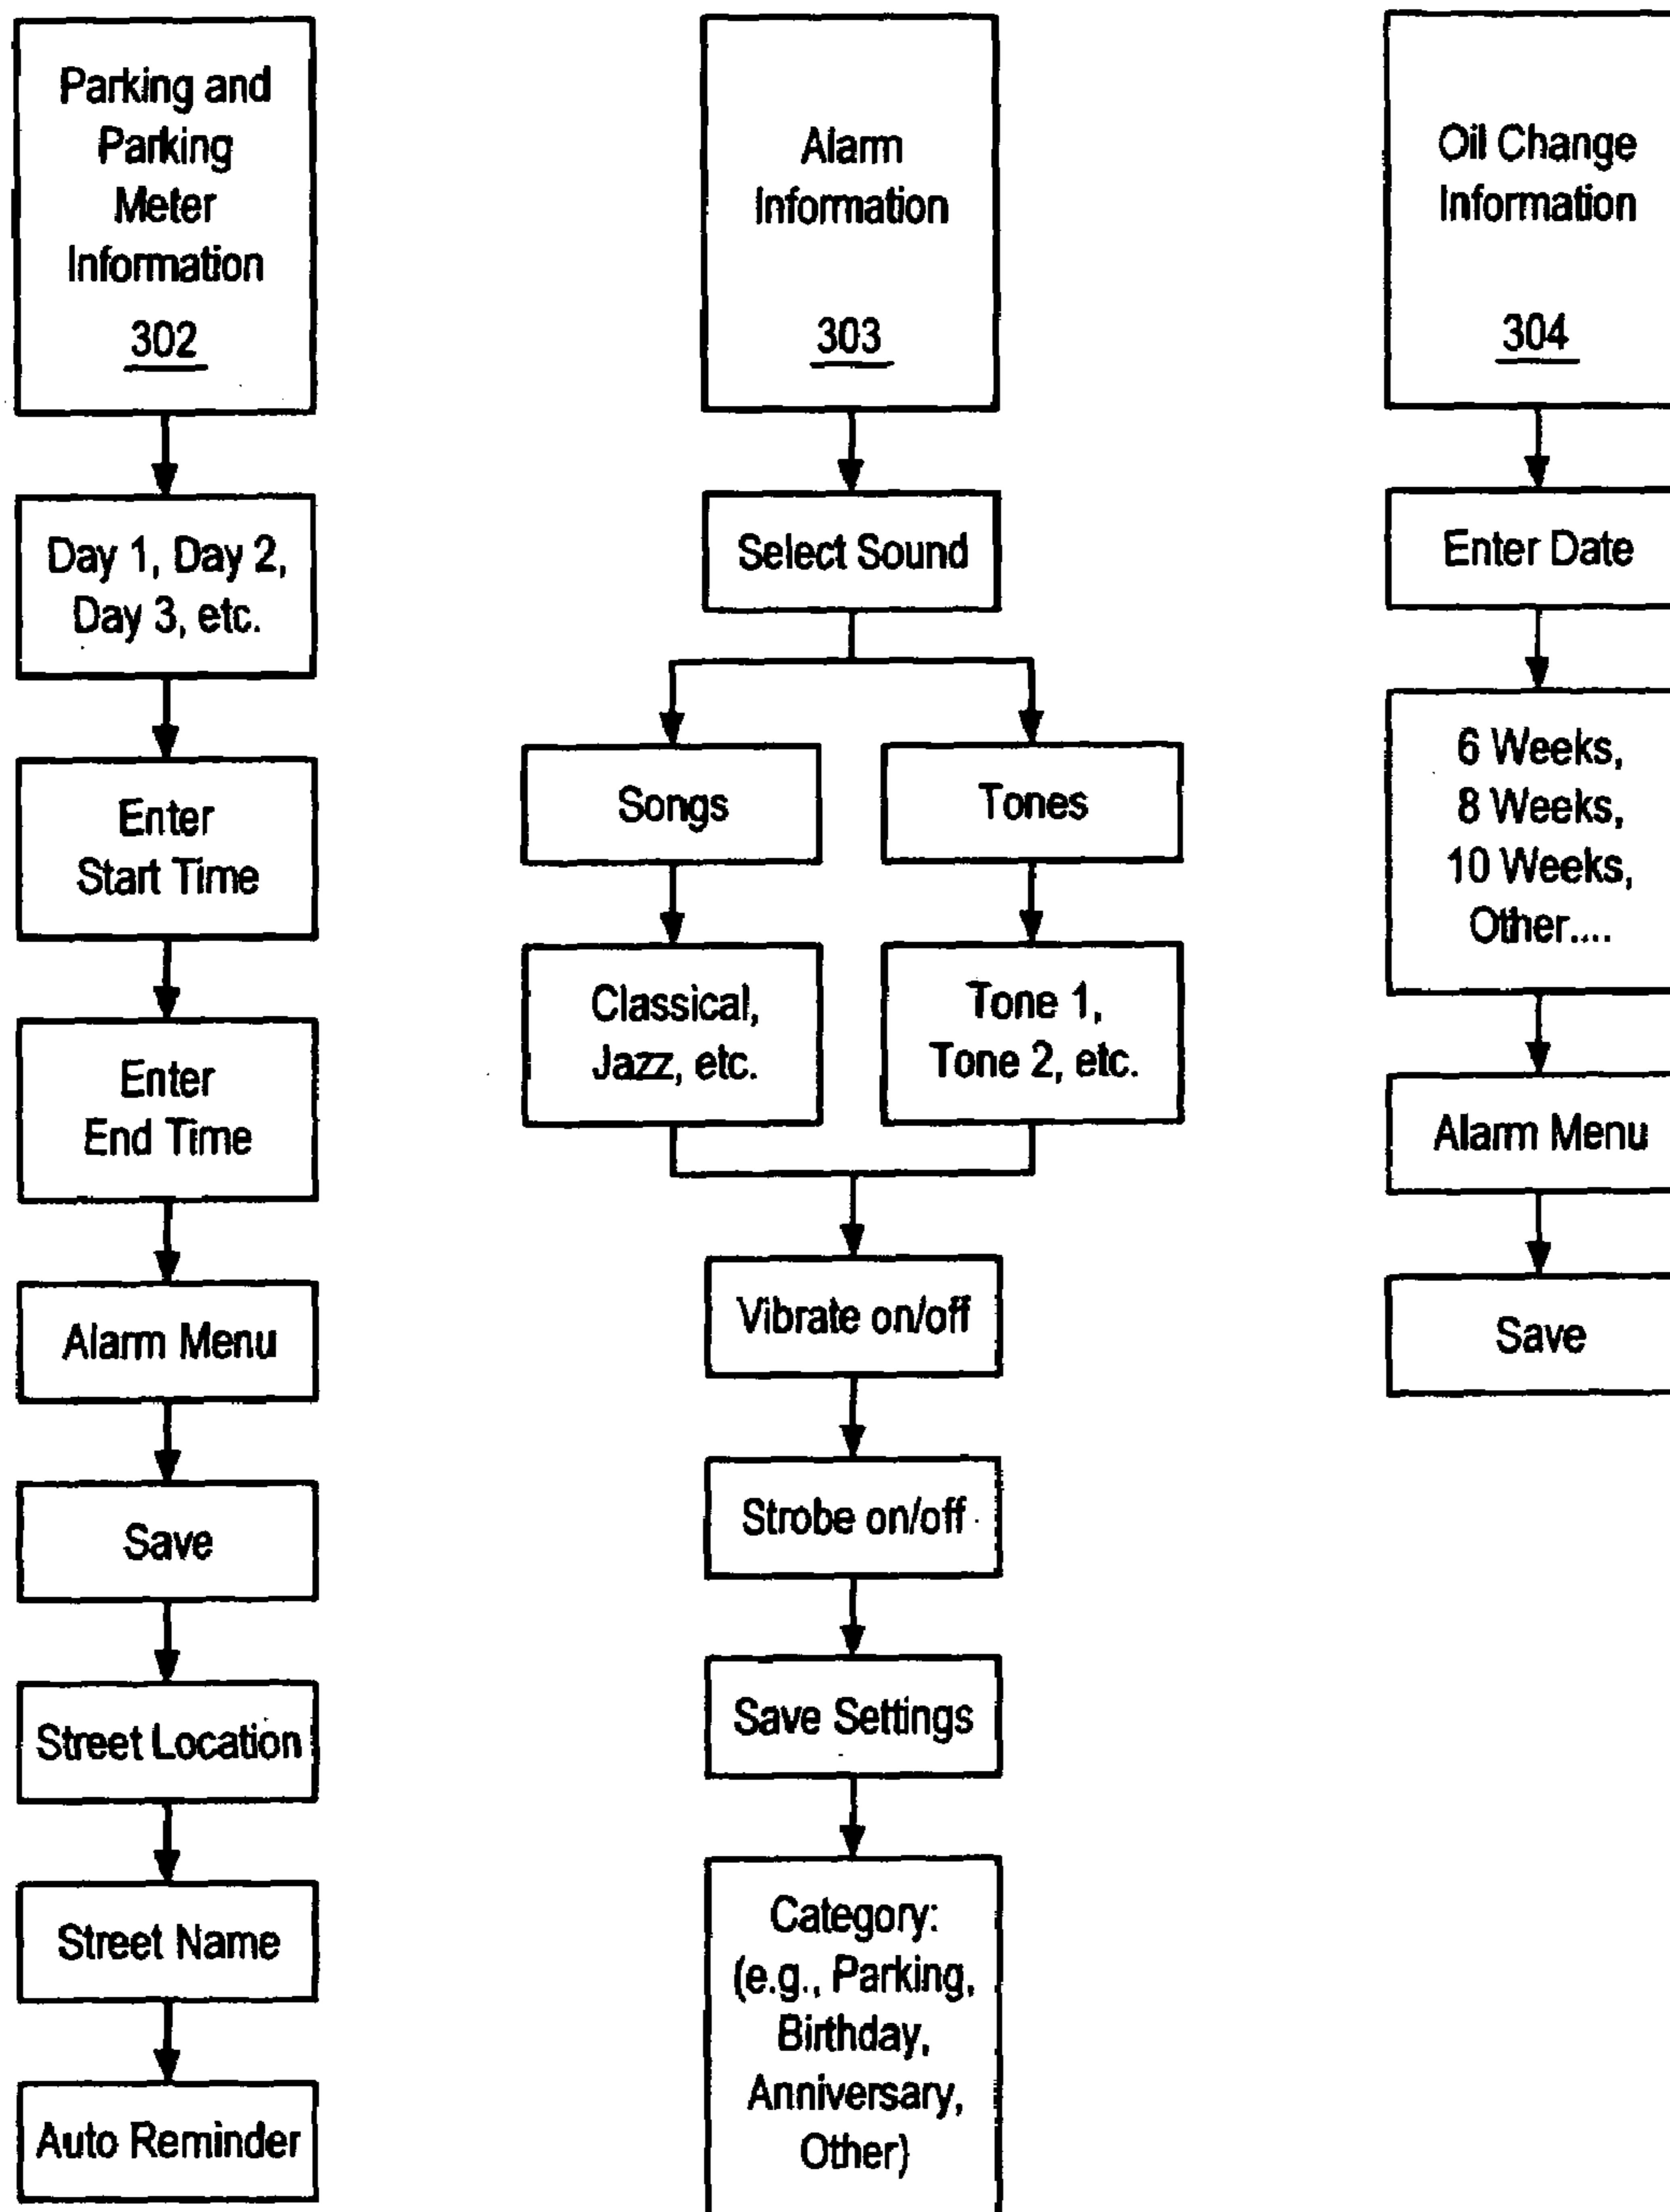 Parking and
Parking
Meter
Information
302
Day 1, Day 2,
Day 3, etc.
Enter
Start Time
Enter
End Time
Alarm Menu
Save
Street Location
Street Name
Auto Reminder
Alarm
Information
303
Select Sound
Songs
Tones
Classical,
Jazz, etc.
Tone 1,
Tone 2, etc.
Vibrate on/off
Strobe on/off
Save Settings
Category:
(e.g., Parking,
Birthday,
Anniversary,
Other)
Oil Change
Information
304
Enter Date
6 Weeks,
8 Weeks,
10 Weeks,
Other....
Alarm Menu
Save